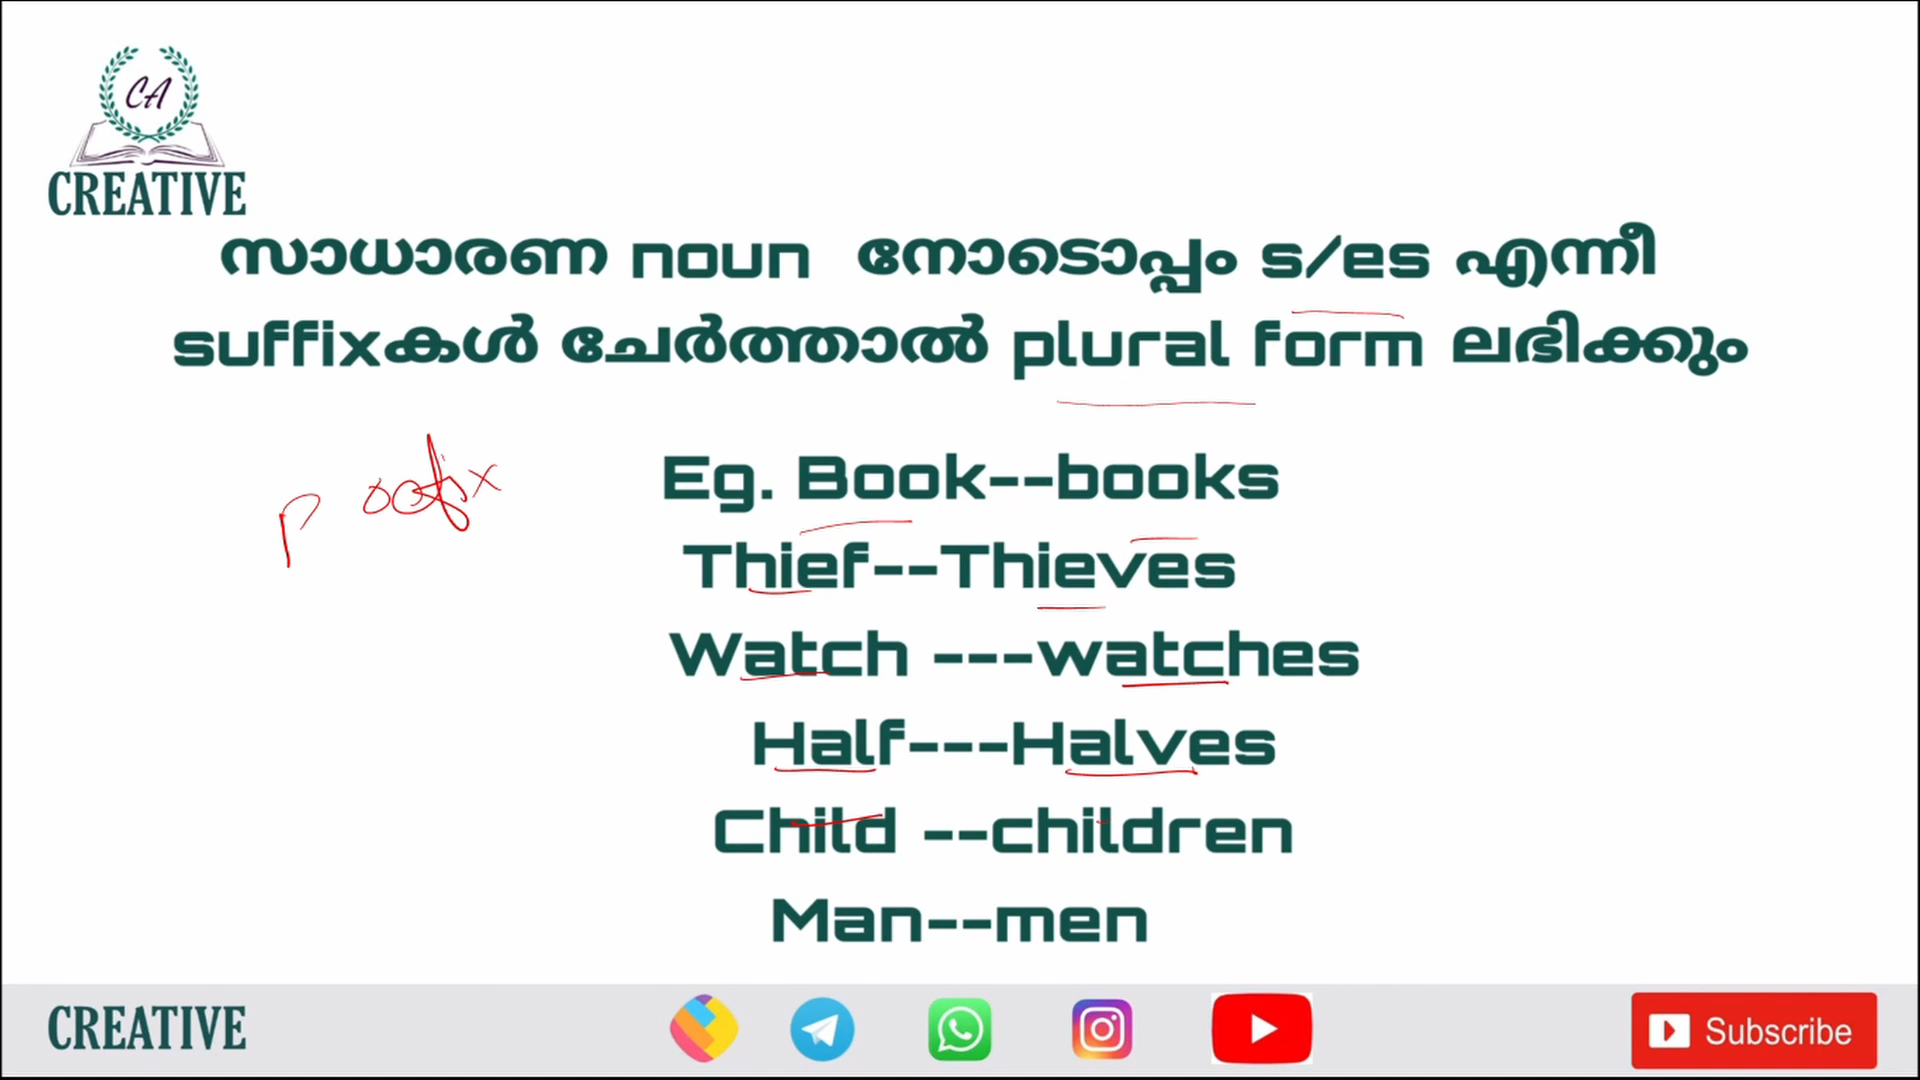 CA
CREATIVE
സാധാരണ noun നോടൊപ്പം s/es എന്നീ
suffixകൾ ചേർത്താൽ plural form ലഭിക്കും
Eg. Book--books
Thief--Thieves
Watch ---watches
Half---Halves
Child --children
Man--men
CREATIVE
Subscribe